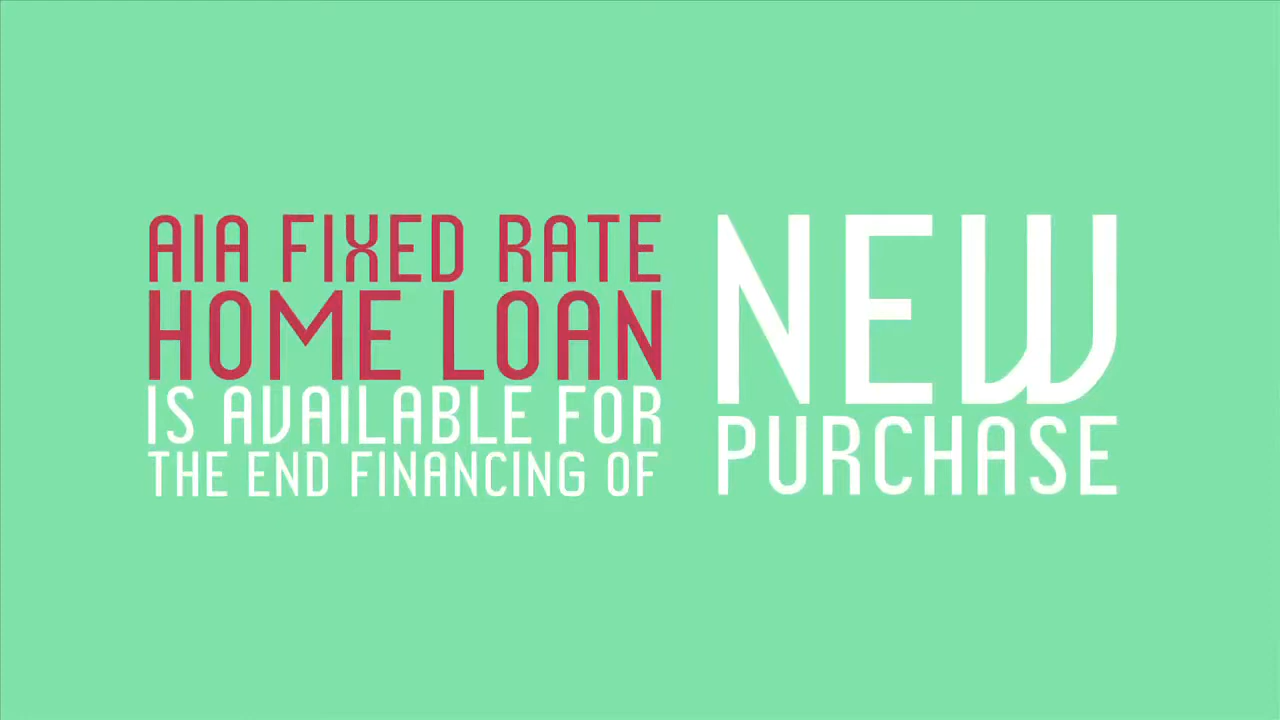 AIA FIXED RATE
HOME LOAN
IS AVAILABLE FOR
THE END FINANCING OF
NEW
PURCHASE